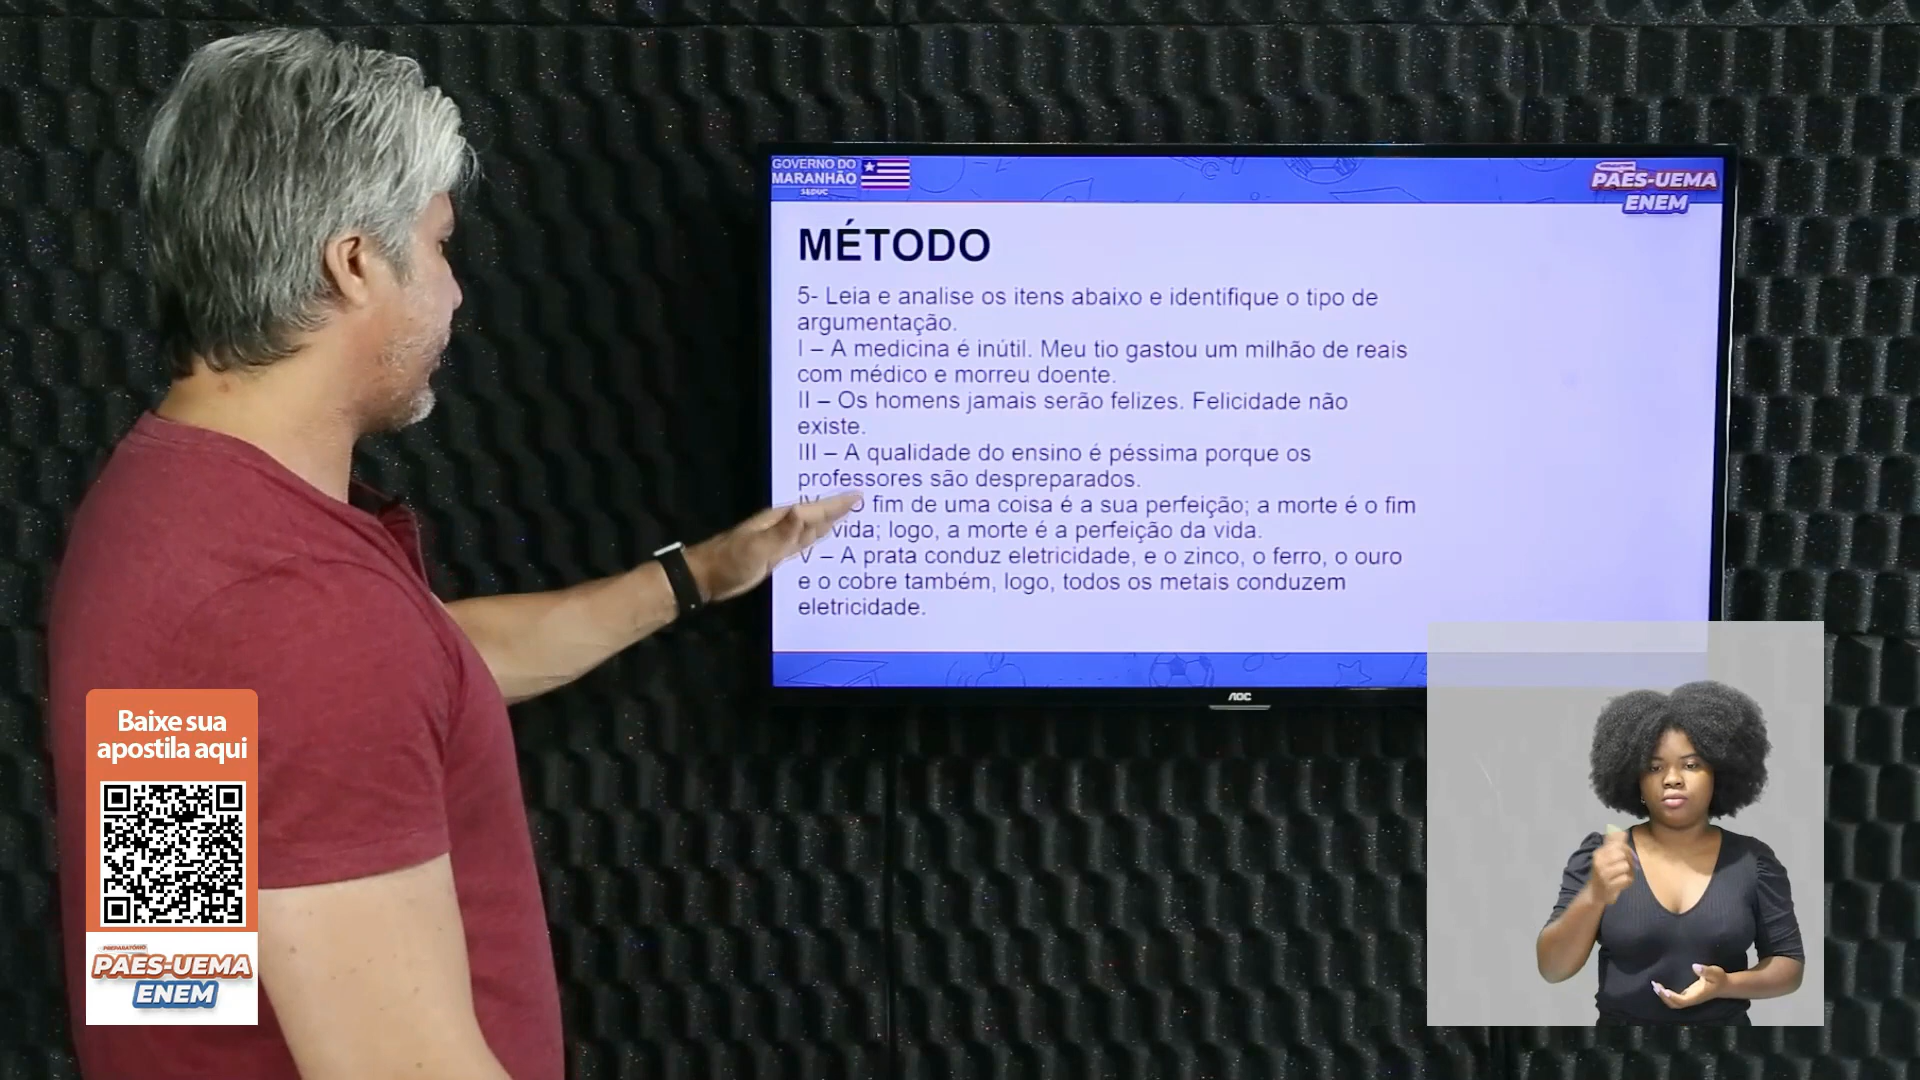 GOVERNO DO
MARANHÃO
SEDUC
PAES-UEMA
ENEM
MÉTODO
5- Leia e analise os itens abaixo e identifique o tipo de
argumentação.
I – A medicina é inútil. Meu tio gastou um milhão de reais
com médico e morreu doente.
II – Os homens jamais serão felizes. Felicidade não
existe.
III – A qualidade do ensino é péssima porque os
professores são despreparados.
IV – O fim de uma coisa é a sua perfeição; a morte é o fim
vida; logo, a morte é a perfeição da vida.
V – A prata conduz eletricidade, e o zinco, o ferro, o ouro
e o cobre também, logo, todos os metais conduzem
eletricidade.
AOC
Baixe sua
apostila aqui
PREPARATÓRIO
PAES-UEMA
ENEM